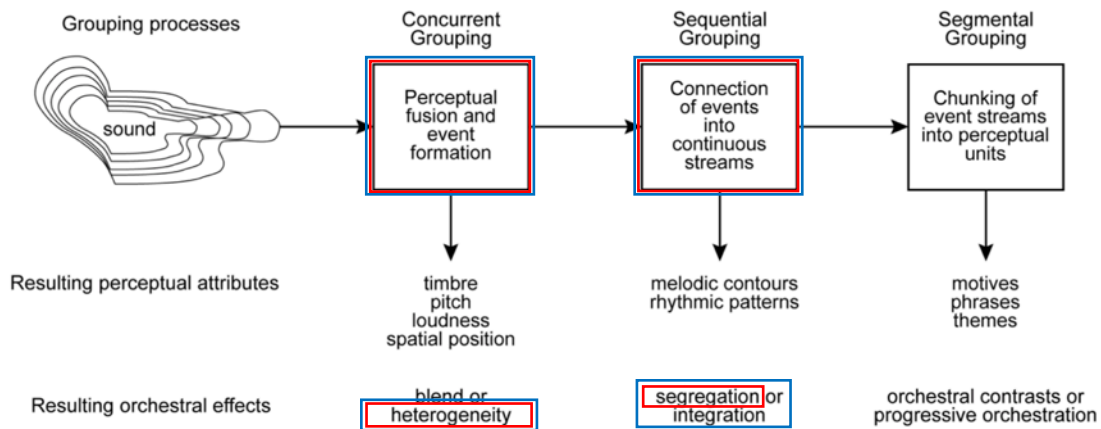 Grouping processes
Concurrent
Grouping
Sequential
Grouping
Segmental
Grouping
sound
Perceptual
fusion and
event
formation
Connection
of events
into
continuous
streams
Chunking of
event streams
into perceptual
units
Resulting perceptual attributes
timbre
pitch
loudness
spatial position
melodic contours
rhythmic patterns
motives
phrases
themes
Resulting orchestral effects
blend or
heterogeneity
segregation or
integration
orchestral contrasts or
progressive orchestration